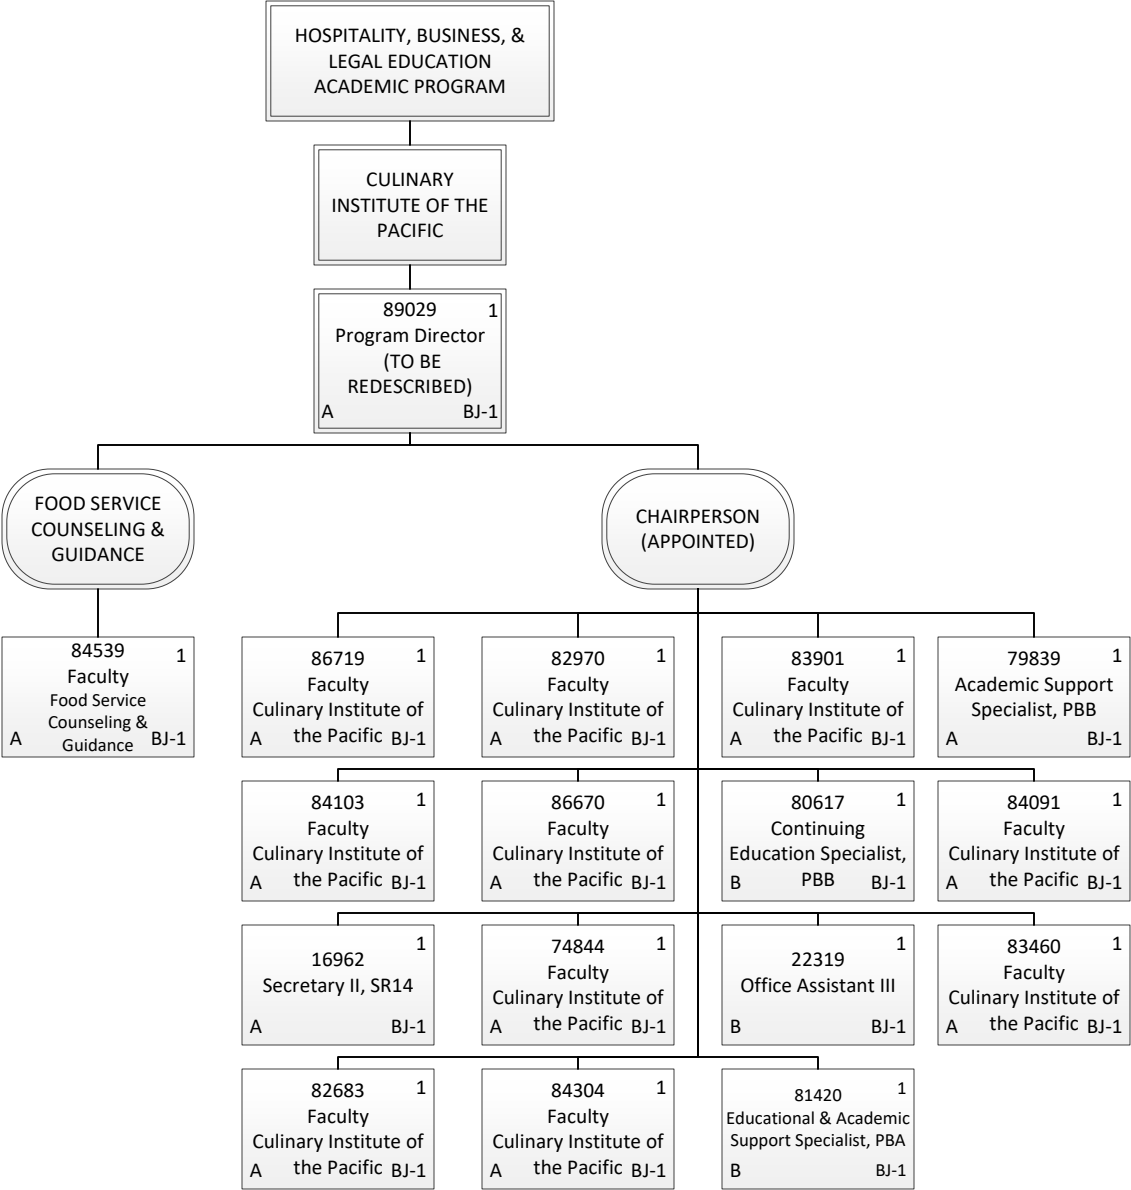 HOSPITALITY, BUSINESS, &
LEGAL EDUCATION
ACADEMIC PROGRAM
CULINARY
INSTITUTE OF THE
PACIFIC
89029 1
Program Director
(TO BE
REDESCRIBED)
A BJ-1
FOOD SERVICE
COUNSELING &
GUIDANCE
CHAIRPERSON
(APPOINTED)
84539 1
Faculty
Food Service
Counseling &
A Guidance BJ-1
86719 1
Faculty
Culinary Institute of
A the Pacific BJ-1
82970 1
Faculty
Culinary Institute of
A the Pacific BJ-1
83901 1
Faculty
Culinary Institute of
A the Pacific BJ-1
79839 1
Academic Support
Specialist, PBB
A BJ-1
84103 1
Faculty
Culinary Institute of
A the Pacific BJ-1
86670 1
Faculty
Culinary Institute of
A the Pacific BJ-1
80617 1
Continuing
Education Specialist,
B PBB BJ-1
84091 1
Faculty
Culinary Institute of
A the Pacific BJ-1
16962 1
Secretary II, SR14
A BJ-1
74844 1
Faculty
Culinary Institute of
A the Pacific BJ-1
22319 1
Office Assistant III
B BJ-1
83460 1
Faculty
Culinary Institute of
A the Pacific BJ-1
82683 1
Faculty
Culinary Institute of
A the Pacific BJ-1
84304 1
Faculty
Culinary Institute of
A the Pacific BJ-1
81420 1
Educational & Academic
Support Specialist, PBA
B BJ-1